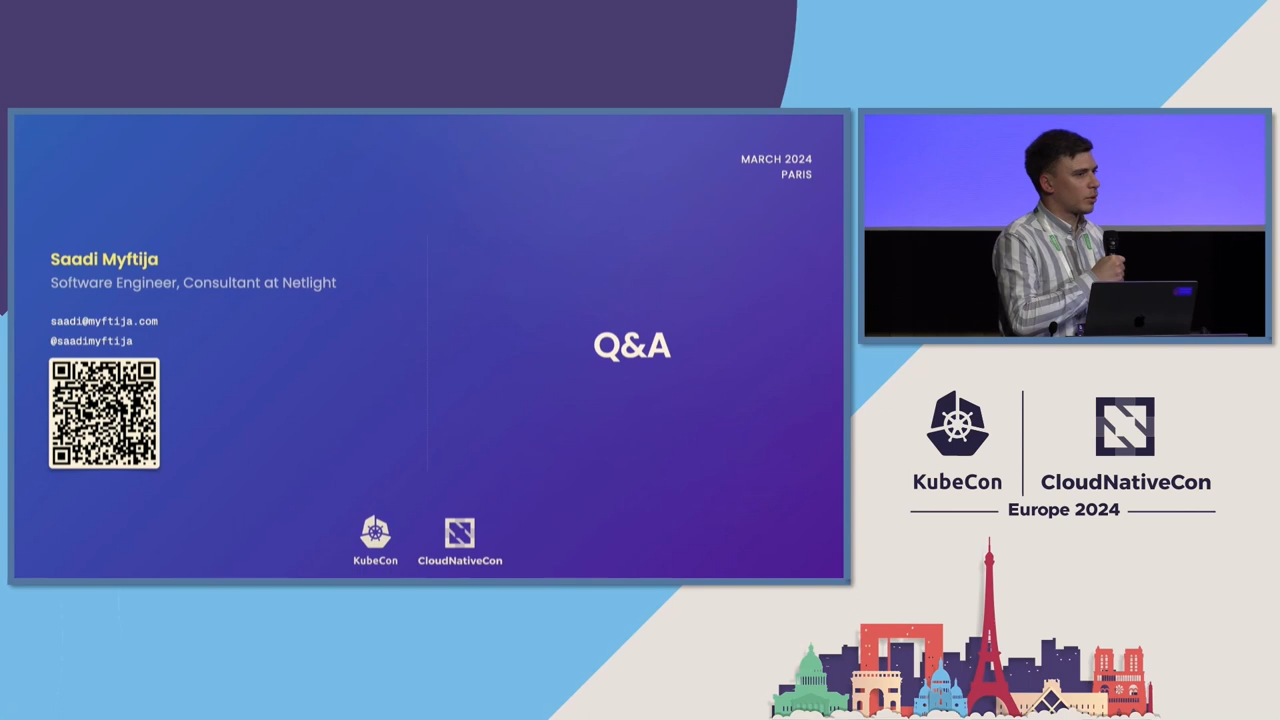 MARCH 2024
PARIS
Saadi Myftija
Software Engineer, Consultant at Netlight
saadi@myftija.com
@saadimyftija
Q&A
KubeCon
CloudNativeCon
KubeCon
CloudNativeCon
Europe 2024